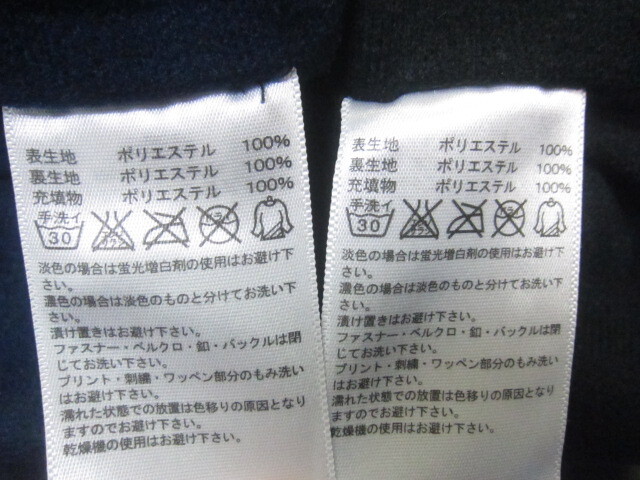 表生地 ポリエステル 100%
裏生地 ポリエステル 100%
充填物 ポリエステル 100%
手洗イ
30
淡色の場合は蛍光増白剤の使用はお避け下
さい。
濃色の場合は淡色のものと分けてお洗い下
さい。
漬け置きはお避け下さい。
ファスナー・ベルクロ・釦・バックルは閉
じてお洗い下さい。
プリント・刺繍・ワッペン部分のもみ洗い
はお避け下さい。
濡れた状態での放置は色移りの原因となり
ますのでお避け下さい。
乾燥機の使用はお避け下さい。
表生地 ポリエステル 100%
裏生地 ポリエステル 100%
充填物 ポリエステル 100%
手洗イ
30
淡色の場合は蛍光増白剤の使用はお避け下
さい。
濃色の場合は淡色のものと分けてお洗い下
さい。
漬け置きはお避け下さい。
ファスナー・ベルクロ・釦・バックルは閉
じてお洗い下さい。
プリント・刺繍・ワッペン部分のもみ洗い
はお避け下さい。
濡れた状態での放置は色移りの原因となり
ますのでお避け下さい。
乾燥機の使用はお避け下さい。